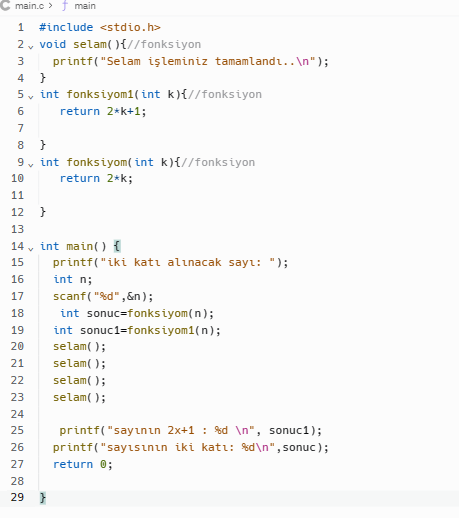 main.c > main
1 #include <stdio.h>
2 void selam(){//fonksiyon
3 printf("Selam işleminiz tamamlandı..\n");
4 }
5 int fonksiyom1(int k){//fonksiyon
6 return 2*k+1;
7
8 }
9 int fonksiyom(int k){//fonksiyon
10 return 2*k;
11
12 }
13
14 int main() {
15 printf("iki katı alınacak sayı: ");
16 int n;
17 scanf("%d",&n);
18 int sonuc=fonksiyom(n);
19 int sonuc1=fonksiyom1(n);
20 selam();
21 selam();
22 selam();
23 selam();
24
25 printf("sayının 2x+1 : %d \n", sonuc1);
26 printf("sayısının iki katı: %d\n",sonuc);
27 return 0;
28
29 }